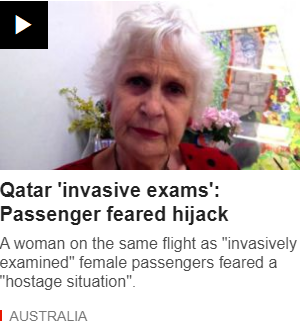 Qatar 'invasive exams':
Passenger feared hijack
A woman on the same flight as "invasively
examined" female passengers feared a
"hostage situation".
AUSTRALIA